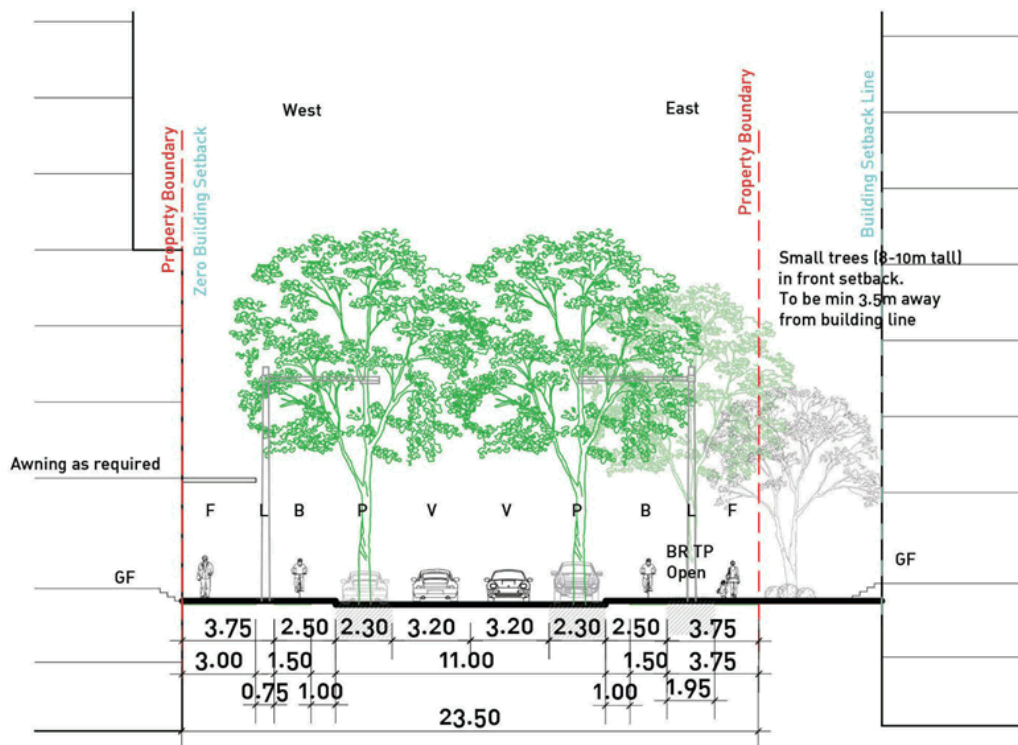 West
East
Property Boundary
Zero Building Setback
Property Boundary
Building Setback Line
Small trees (8-10m tall)
in front setback.
To be min 3.5m away
from building line
Awning as required
F L B P V V P B L F
BR TP
Open
GF
GF
3.75 2.50 2.30 3.20 3.20 2.30 2.50 3.75
3.00 1.50 11.00 1.50 3.75
0.75 1.00 1.00 1.95
23.50